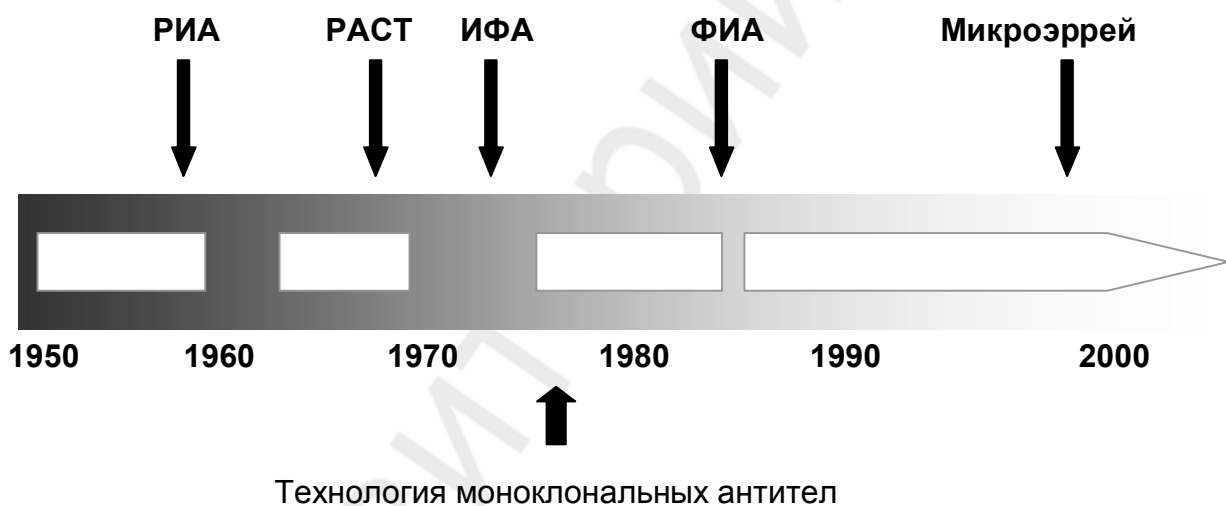 РИА РАСТ ИФА ФИА Микроэррей
1950 1960 1970 1980 1990 2000
Технология моноклональных антител